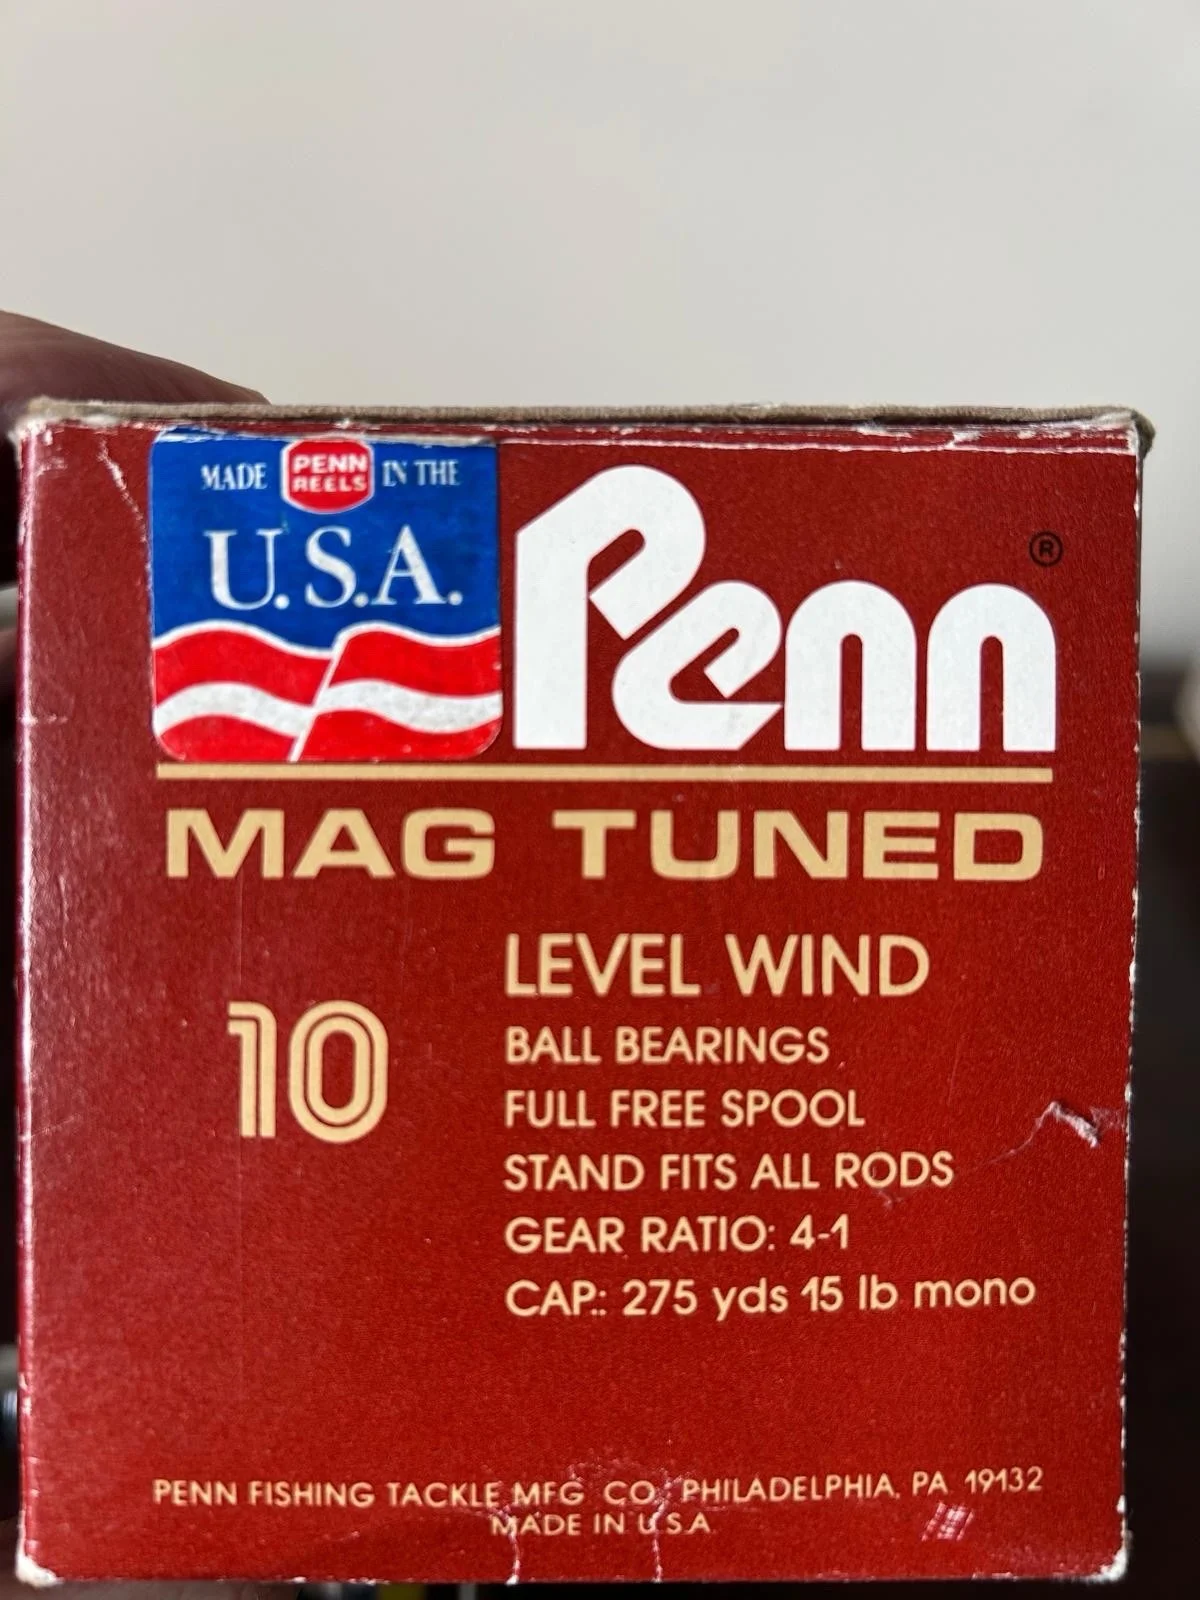 MADE PENN REELS IN THE
U.S.A.
Penn®
MAG TUNED
10
LEVEL WIND
BALL BEARINGS
FULL FREE SPOOL
STAND FITS ALL RODS
GEAR RATIO: 4-1
CAP.: 275 yds 15 lb mono
PENN FISHING TACKLE MFG. CO. PHILADELPHIA, PA 19132
MADE IN U.S.A.